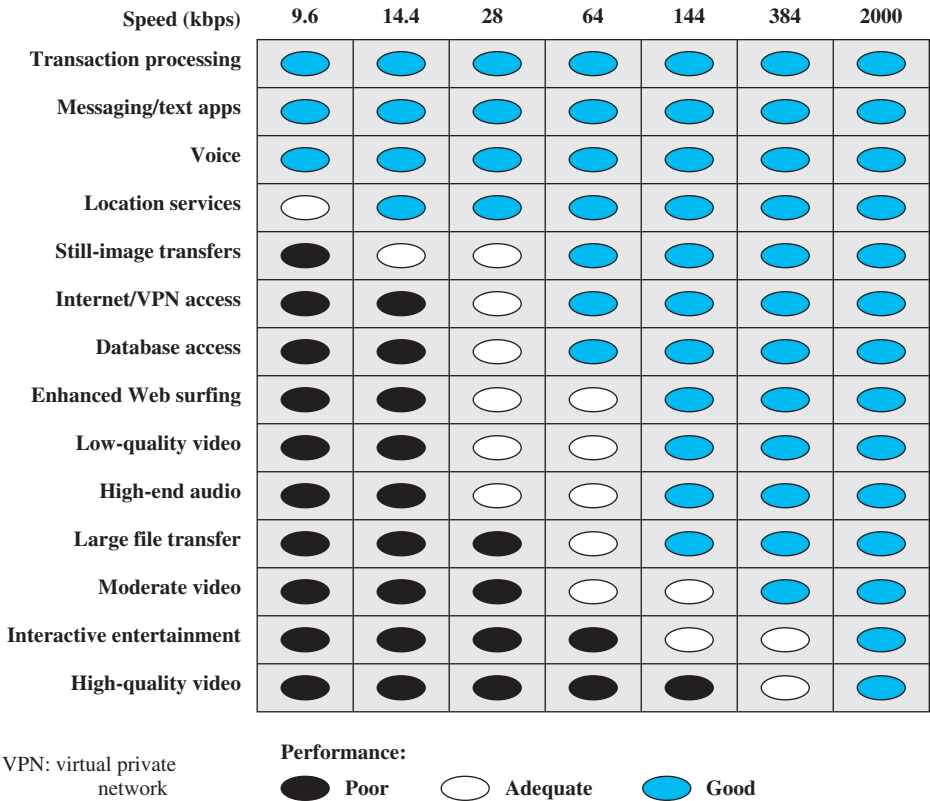 Speed (kbps) 9.6 14.4 28 64 144 384 2000
Transaction processing
Messaging/text apps
Voice
Location services
Still-image transfers
Internet/VPN access
Database access
Enhanced Web surfing
Low-quality video
High-end audio
Large file transfer
Moderate video
Interactive entertainment
High-quality video
VPN: virtual private
network
Performance:
Poor Adequate Good